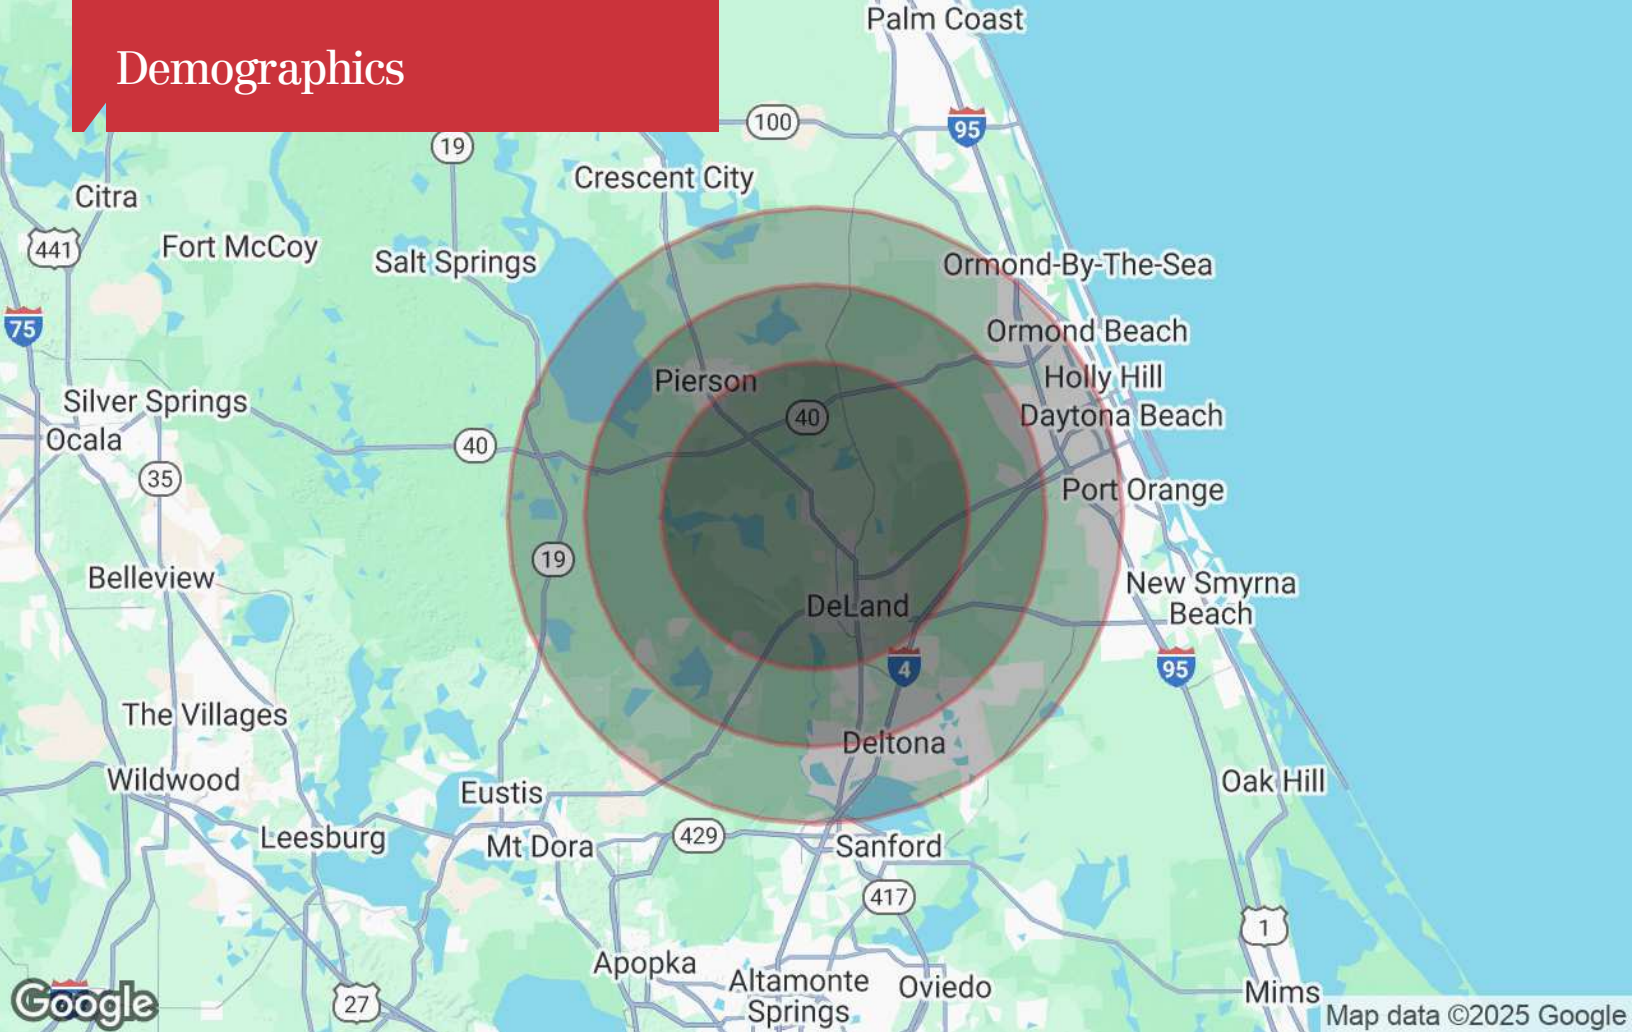 Demographics
Palm Coast
100
95
19
Crescent City
Citra
441
Fort McCoy
Salt Springs
Ormond-By-The-Sea
75
Ormond Beach
Pierson
Holly Hill
Silver Springs
40
Daytona Beach
Ocala
40
35
Port Orange
19
Belleview
New Smyrna
Beach
DeLand
4
95
The Villages
Deltona
Wildwood
Oak Hill
Eustis
Leesburg
Mt Dora
429
Sanford
417
1
Apopka
Altamonte
Springs
Oviedo
Mims
27
Google
Map data ©2025 Google